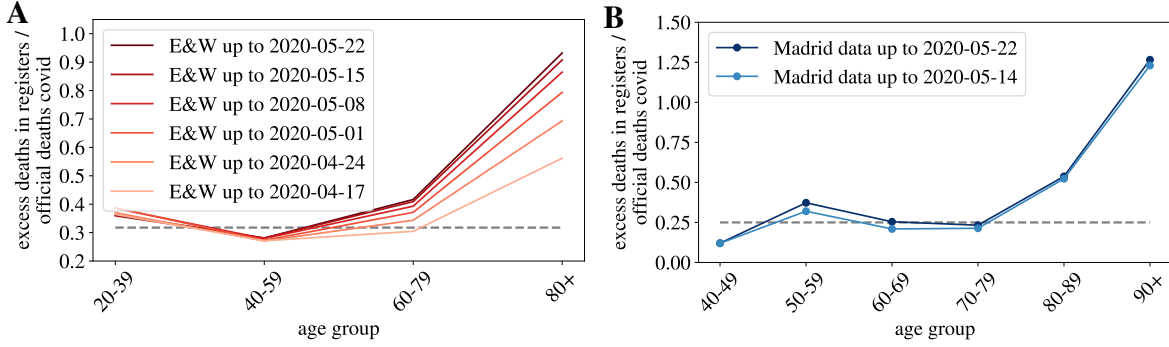 A
excess deaths in registers /
official deaths covid
1.0
0.9
0.8
0.7
0.6
0.5
0.4
0.3
0.2
E&W up to 2020-05-22
E&W up to 2020-05-15
E&W up to 2020-05-08
E&W up to 2020-05-01
E&W up to 2020-04-24
E&W up to 2020-04-17
20-39
40-59
60-79
80+
age group
B
excess deaths in registers /
official deaths covid
1.50
1.25
1.00
0.75
0.50
0.25
0.00
Madrid data up to 2020-05-22
Madrid data up to 2020-05-14
40-49
50-59
60-69
70-79
80-89
90+
age group